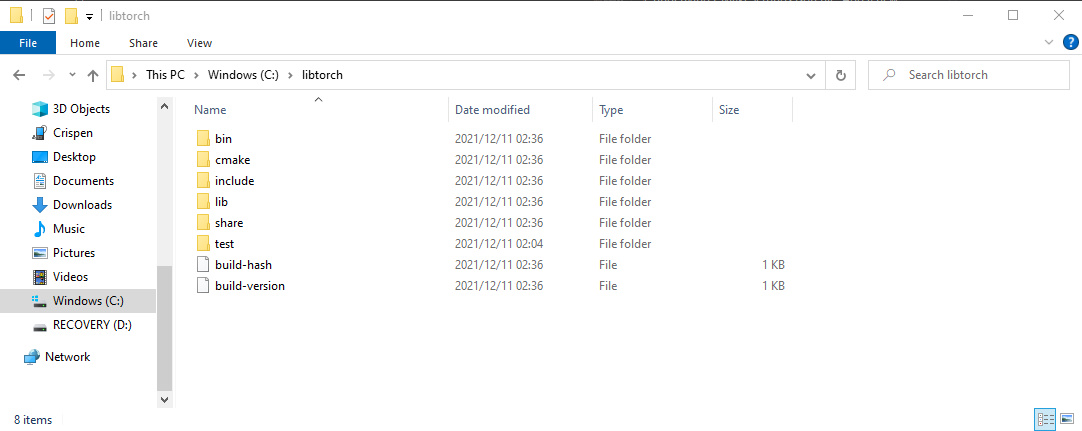 libtorch
File Home Share View
This PC Windows (C:) libtorch
Search libtorch
3D Objects
Crispen
Desktop
Documents
Downloads
Music
Pictures
Videos
Windows (C:)
RECOVERY (D:)
Network
Name Date modified Type Size
bin 2021/12/11 02:36 File folder
cmake 2021/12/11 02:36 File folder
include 2021/12/11 02:36 File folder
lib 2021/12/11 02:36 File folder
share 2021/12/11 02:36 File folder
test 2021/12/11 02:04 File folder
build-hash 2021/12/11 02:36 File 1 KB
build-version 2021/12/11 02:36 File 1 KB
8 items